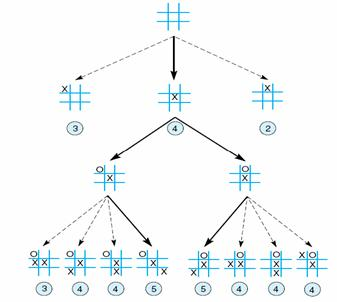 X X X
3 4 2
O O
X X
O O O O O O O X O
X X X X X X X X X X
X X X X
3 4 4 5 5 4 4 4